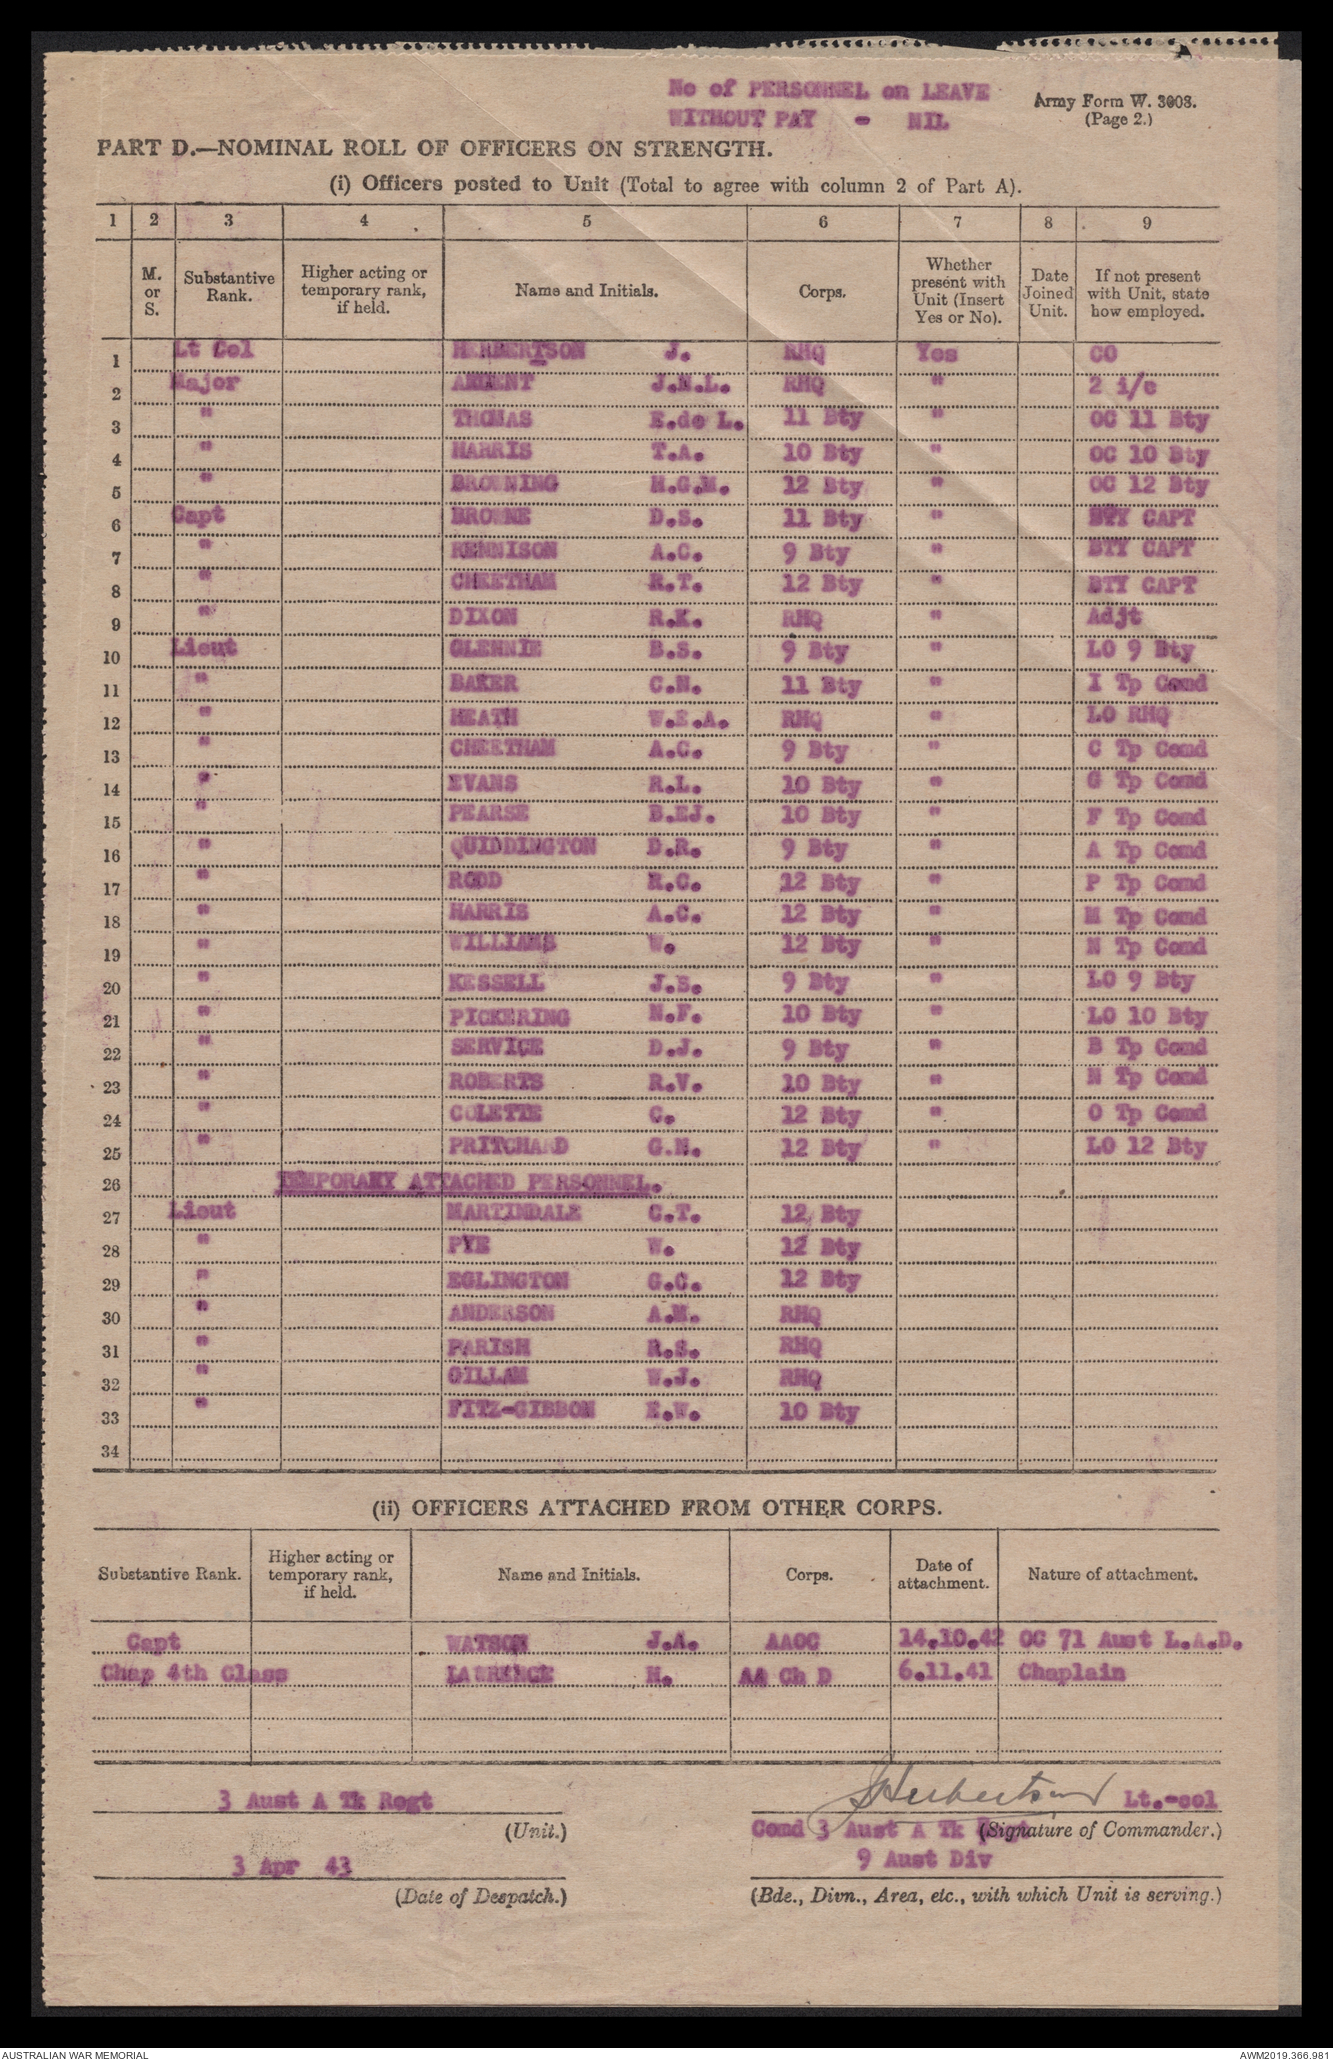 No of PERSONNEL on LEAVE
WITHOUT PAY - NIL
Army Form W. 3008.
(Page 2.)
PART D.—NOMINAL ROLL OF OFFICERS ON STRENGTH.
(i) Officers posted to Unit (Total to agree with column 2 of Part A).
1 2 3 4 5 6 7 8 9
M. or S. Substantive Rank. Higher acting or temporary rank, if held. Name and Initials. Corps. Whether present with Unit (Insert Yes or No). Date Joined Unit. If not present with Unit, state how employed.
1 Lt Col HERBERTSON J. RHQ Yes CO
2 Major ARDENT J.N.L. RHQ " 2 i/c
3 " THOMAS E.de L. 11 Bty " OC 11 Bty
4 " HARRIS T.A. 10 Bty " OC 10 Bty
5 " BROWNING H.G.M. 12 Bty " OC 12 Bty
6 Capt BROWNE D.S. 11 Bty " BTY CAPT
7 " RENNISON A.C. 9 Bty " BTY CAPT
8 " CHEETHAM R.T. 12 Bty " BTY CAPT
9 " DIXON R.K. RHQ " Adjt
10 Lieut GLENNIE B.S. 9 Bty " LO 9 Bty
11 " BAKER C.N. 11 Bty " I Tp Comd
12 " HEATH W.E.A. RHQ " LO RHQ
13 " CHEETHAM A.C. 9 Bty " C Tp Comd
14 " EVANS R.L. 10 Bty " G Tp Comd
15 " PEARSE D.EJ. 10 Bty " F Tp Comd
16 " QUIDDINGTON D.R. 9 Bty " A Tp Comd
17 " RODD R.C. 12 Bty " P Tp Comd
18 " HARRIS A.C. 12 Bty " M Tp Comd
19 " WILLIAMS W. 12 Bty " N Tp Comd
20 " KESSELL J.S. 9 Bty " LO 9 Bty
21 " PICKERING N.F. 10 Bty " LO 10 Bty
22 " SERVICE D.J. 9 Bty " B Tp Comd
23 " ROBERTS R.V. 10 Bty " N Tp Comd
24 " COLETTE C. 12 Bty " O Tp Comd
25 " PRITCHARD G.N. 12 Bty " LO 12 Bty
26 TEMPORARY ATTACHED PERSONNEL.
27 Lieut MARTINDALE C.T. 12 Bty
28 " PYE W. 12 Bty
29 " EGLINGTON G.C. 12 Bty
30 " ANDERSON A.M. RHQ
31 " PARISH R.S. RHQ
32 " GILLAM W.J. RHQ
33 " FITZ-GIBBON E.W. 10 Bty
34
(ii) OFFICERS ATTACHED FROM OTHER CORPS.
Substantive Rank. Higher acting or temporary rank, if held. Name and Initials. Corps. Date of attachment. Nature of attachment.
Capt WATSON J.A. AAOC 14.10.42 OC 71 Aust L.A.D.
Chap 4th Class LAWRENCE H. AA Ch D 6.11.41 Chaplain
3 Aust A Tk Regt
(Unit.)
J Herbertson Lt.-col
Comd 3 Aust A Tk Regt (Signature of Commander.)
3 Apr 43
(Date of Despatch.)
9 Aust Div
(Bde., Divn., Area, etc., with which Unit is serving.)
AUSTRALIAN WAR MEMORIAL
AWM2019.366.981